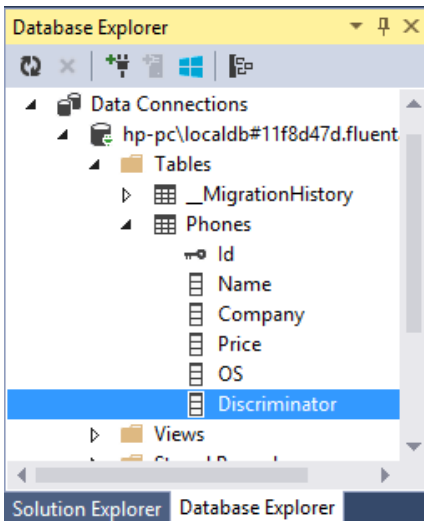 Database Explorer
Data Connections
hp-pc\localdb#11f8d47d.fluent
Tables
__MigrationHistory
Phones
Id
Name
Company
Price
OS
Discriminator
Views
Solution Explorer Database Explorer